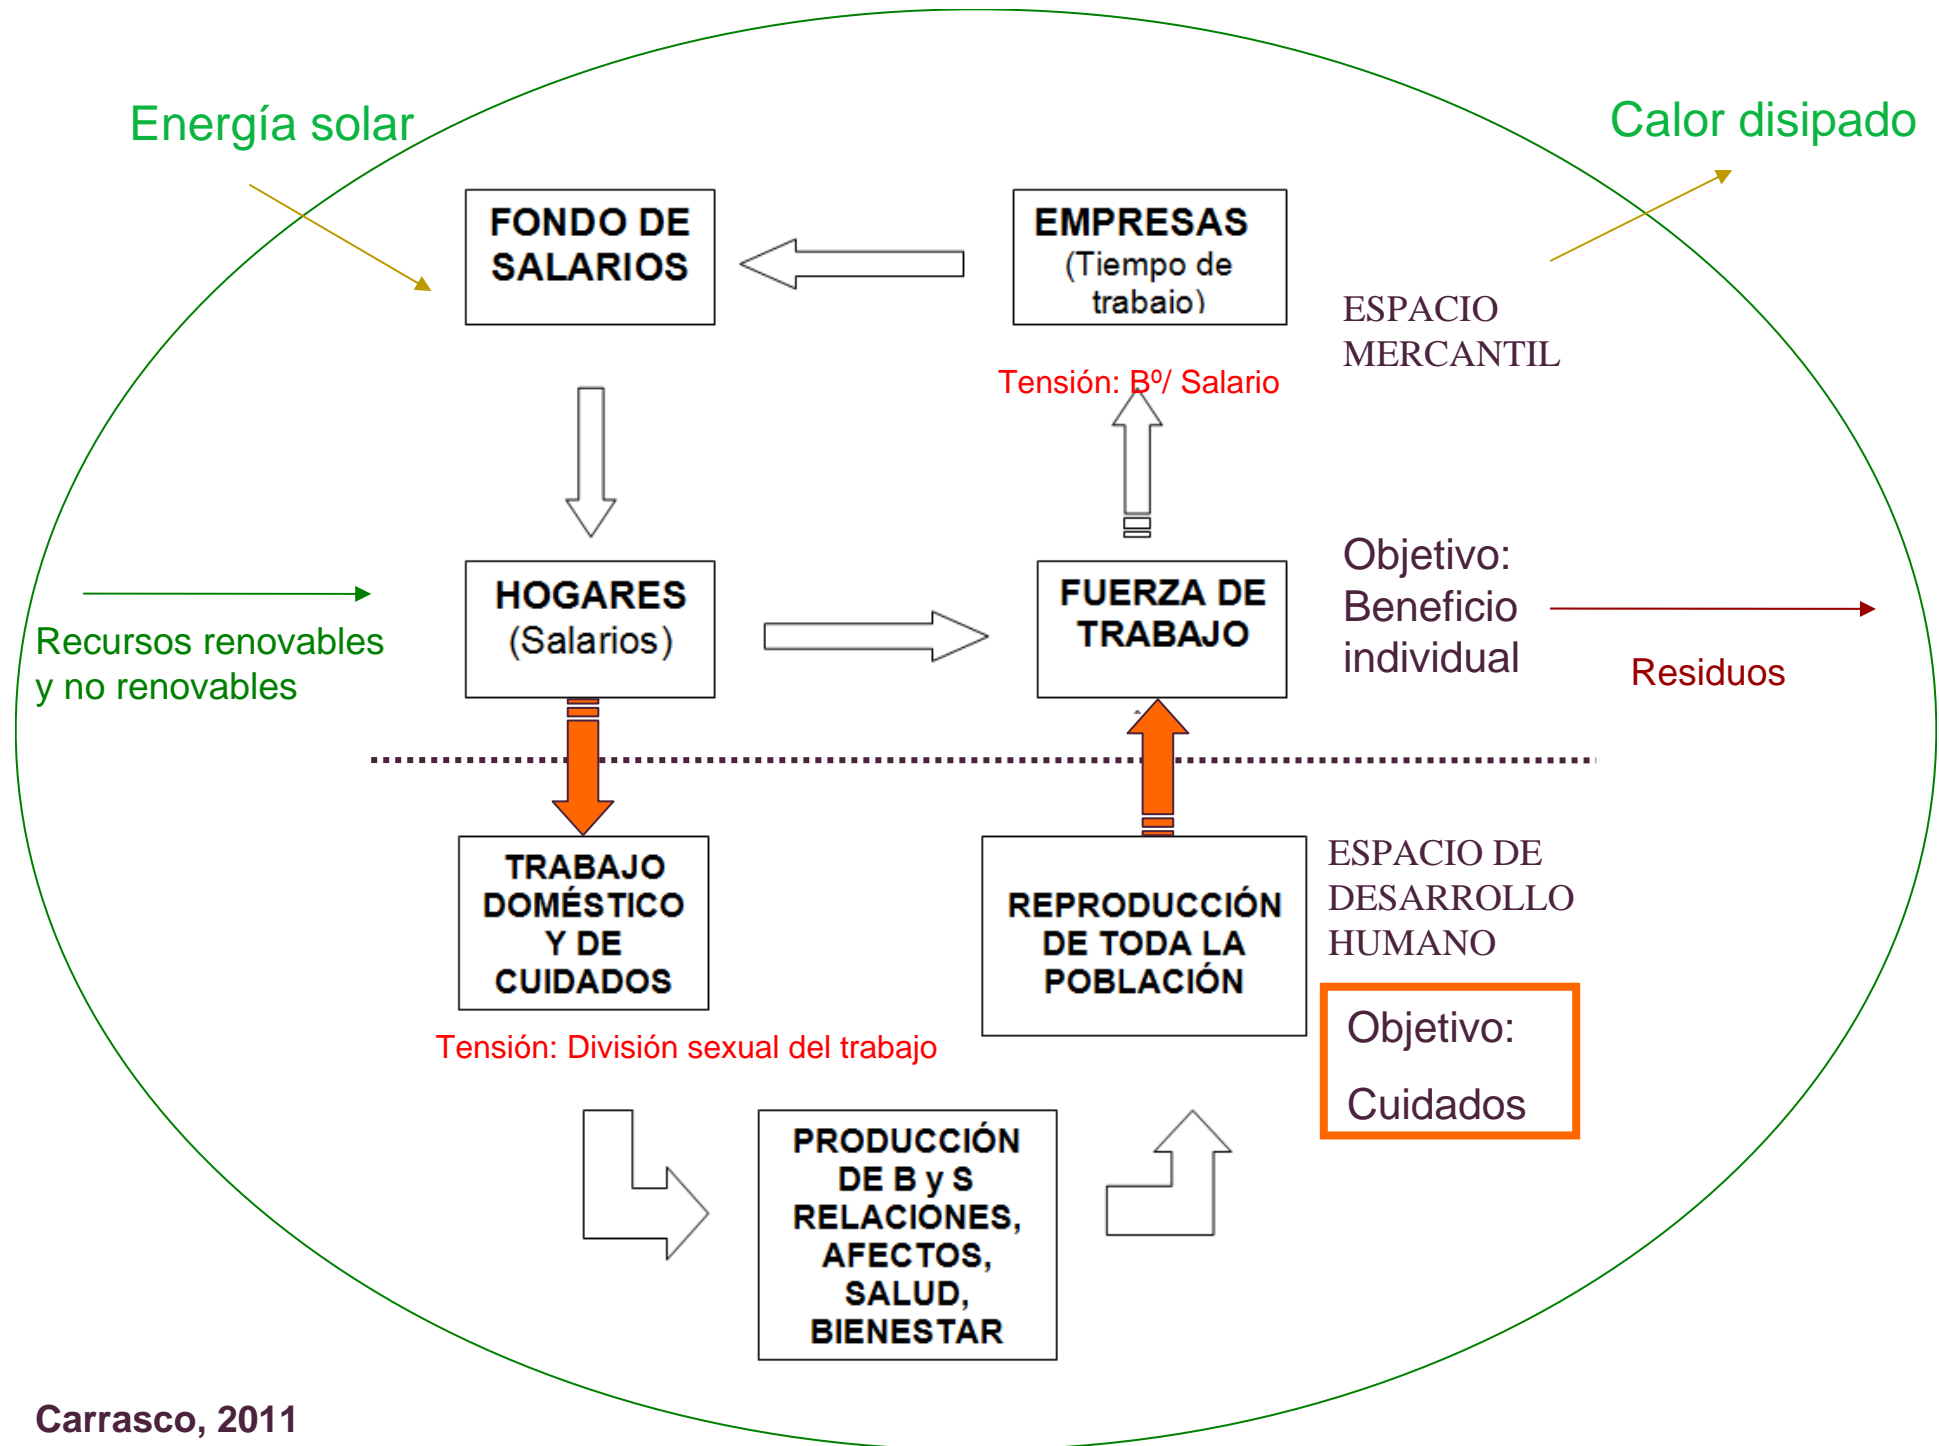 Energía solar
Calor disipado
FONDO DE
SALARIOS
EMPRESAS
(Tiempo de
trabaio)
ESPACIO
MERCANTIL
Tensión: Bº/ Salario
Recursos renovables
y no renovables
HOGARES
(Salarios)
FUERZA DE
TRABAJO
Objetivo:
Beneficio
individual
Residuos
TRABAJO
DOMÉSTICO
Y DE
CUIDADOS
REPRODUCCIÓN
DE TODA LA
POBLACIÓN
ESPACIO DE
DESARROLLO
HUMANO
Objetivo:
Cuidados
Tensión: División sexual del trabajo
PRODUCCIÓN
DE B y S
RELACIONES,
AFECTOS,
SALUD,
BIENESTAR
Carrasco, 2011